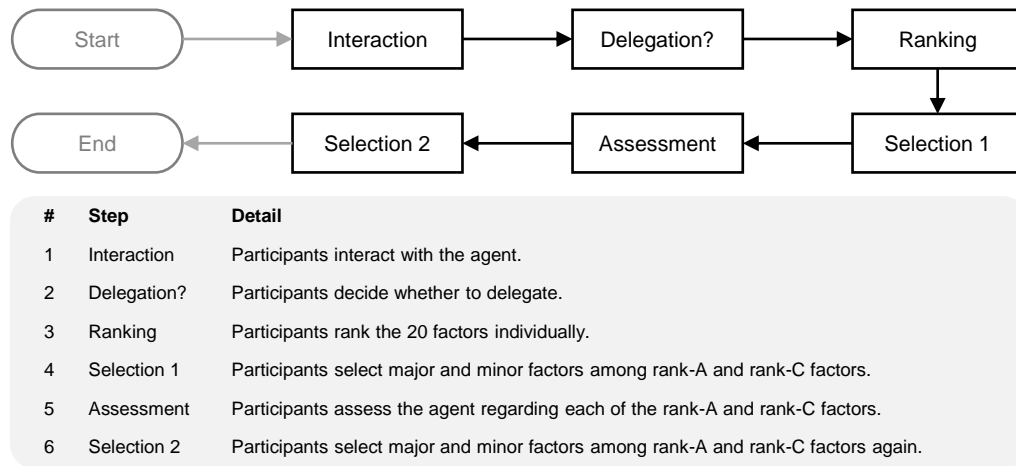 Start Interaction Delegation? Ranking
End Selection 2 Assessment Selection 1
# Step Detail
1 Interaction Participants interact with the agent.
2 Delegation? Participants decide whether to delegate.
3 Ranking Participants rank the 20 factors individually.
4 Selection 1 Participants select major and minor factors among rank-A and rank-C factors.
5 Assessment Participants assess the agent regarding each of the rank-A and rank-C factors.
6 Selection 2 Participants select major and minor factors among rank-A and rank-C factors again.